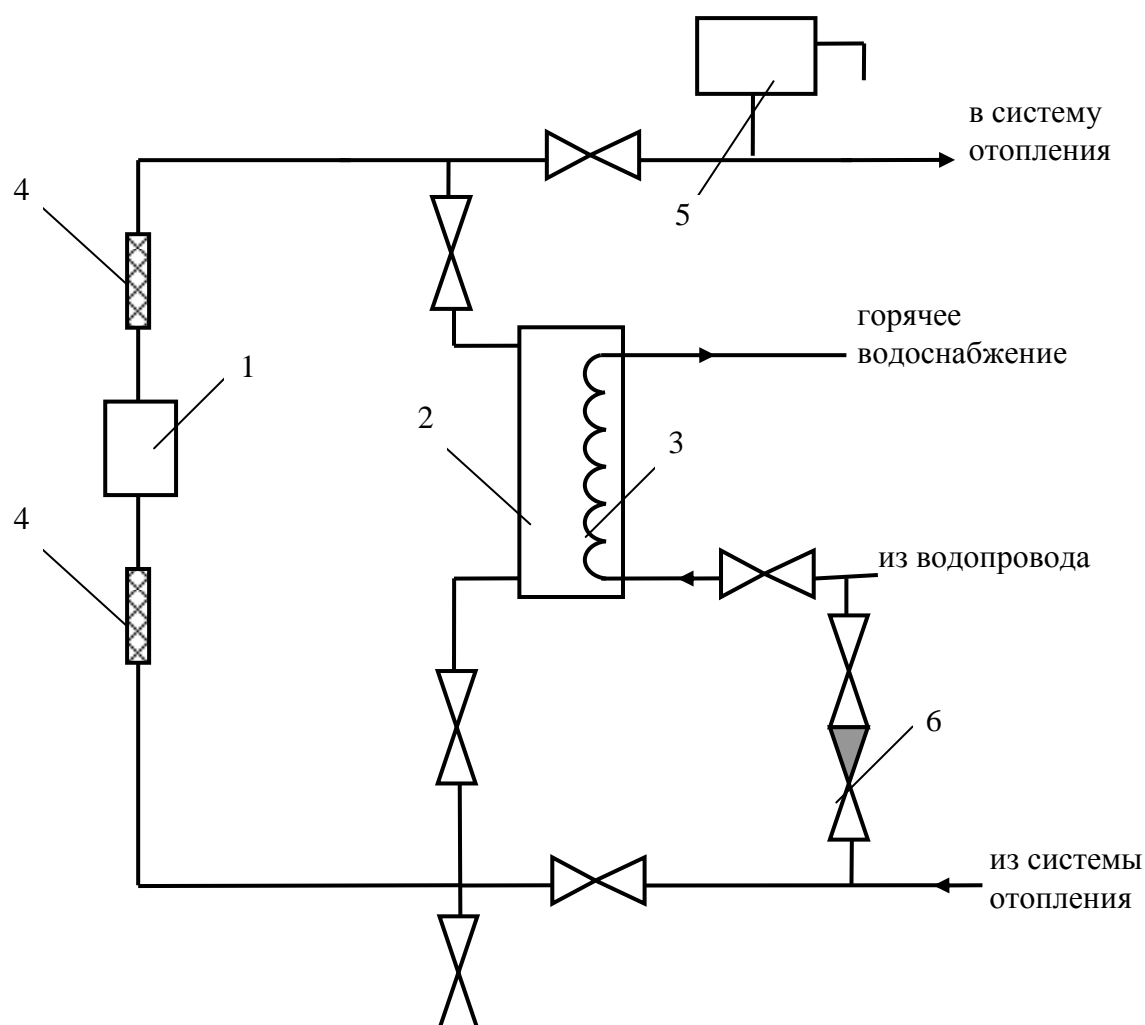 в систему
отопления
4
5
горячее
водоснабжение
1
2
3
4
из водопровода
6
из системы
отопления